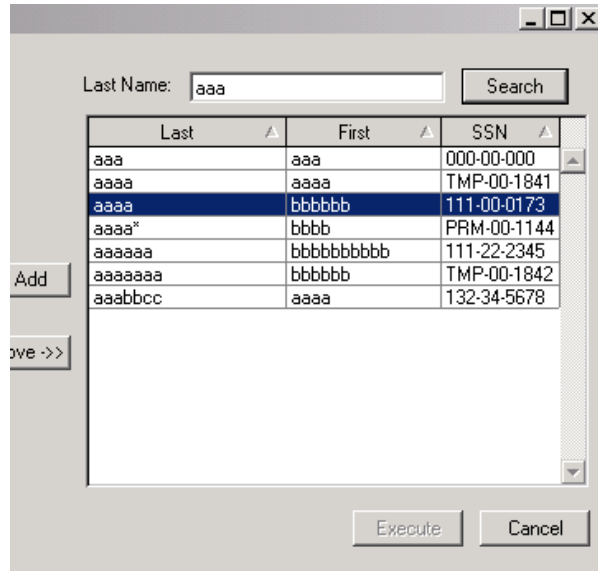 Last Name: aaa Search
Last First SSN
aaa aaa 000-00-000
aaaa aaaa TMP-00-1841
aaaa bbbbbb 111-00-0173
aaaa* bbbb PRM-00-1144
aaaaaa bbbbbbbbbb 111-22-2345
aaaaaaa bbbbbb TMP-00-1842
aaabbcc aaaa 132-34-5678
Add
ove ->>
Execute Cancel